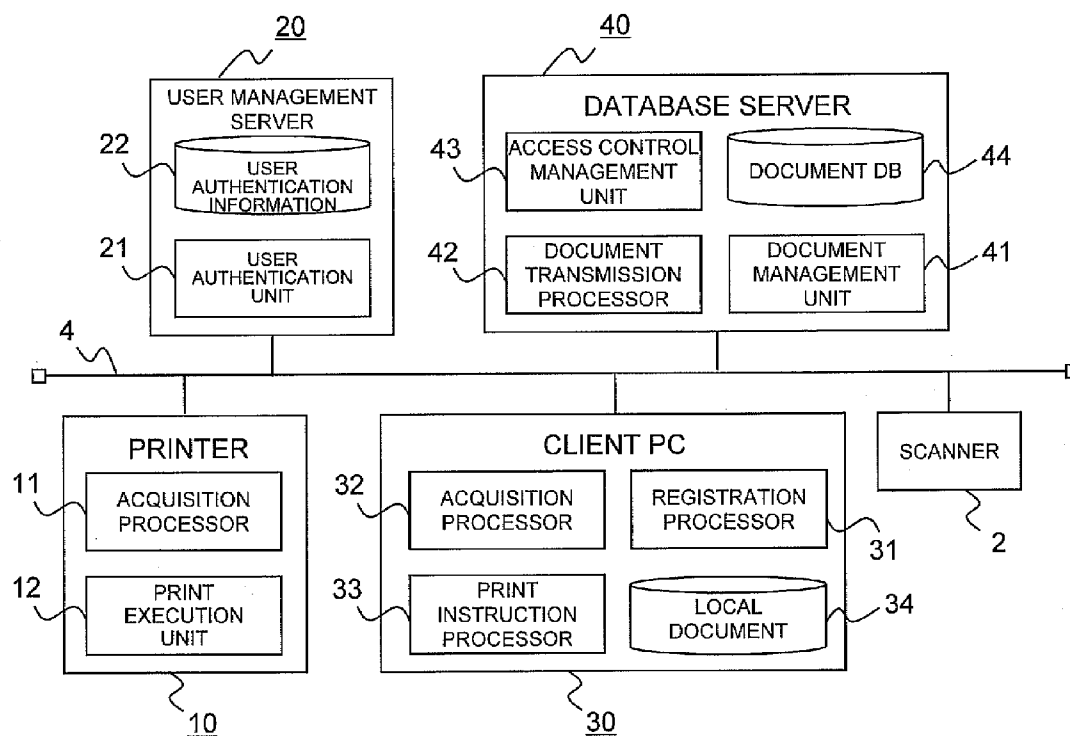 20
USER MANAGEMENT
SERVER
22
USER
AUTHENTICATION
INFORMATION
21
USER
AUTHENTICATION
UNIT
40
DATABASE SERVER
43
ACCESS CONTROL
MANAGEMENT
UNIT
DOCUMENT DB
44
42
DOCUMENT
TRANSMISSION
PROCESSOR
DOCUMENT
MANAGEMENT
UNIT
41
4
PRINTER
11
ACQUISITION
PROCESSOR
12
PRINT
EXECUTION
UNIT
10
CLIENT PC
32
ACQUISITION
PROCESSOR
REGISTRATION
PROCESSOR
31
33
PRINT
INSTRUCTION
PROCESSOR
LOCAL
DOCUMENT
34
30
SCANNER
2